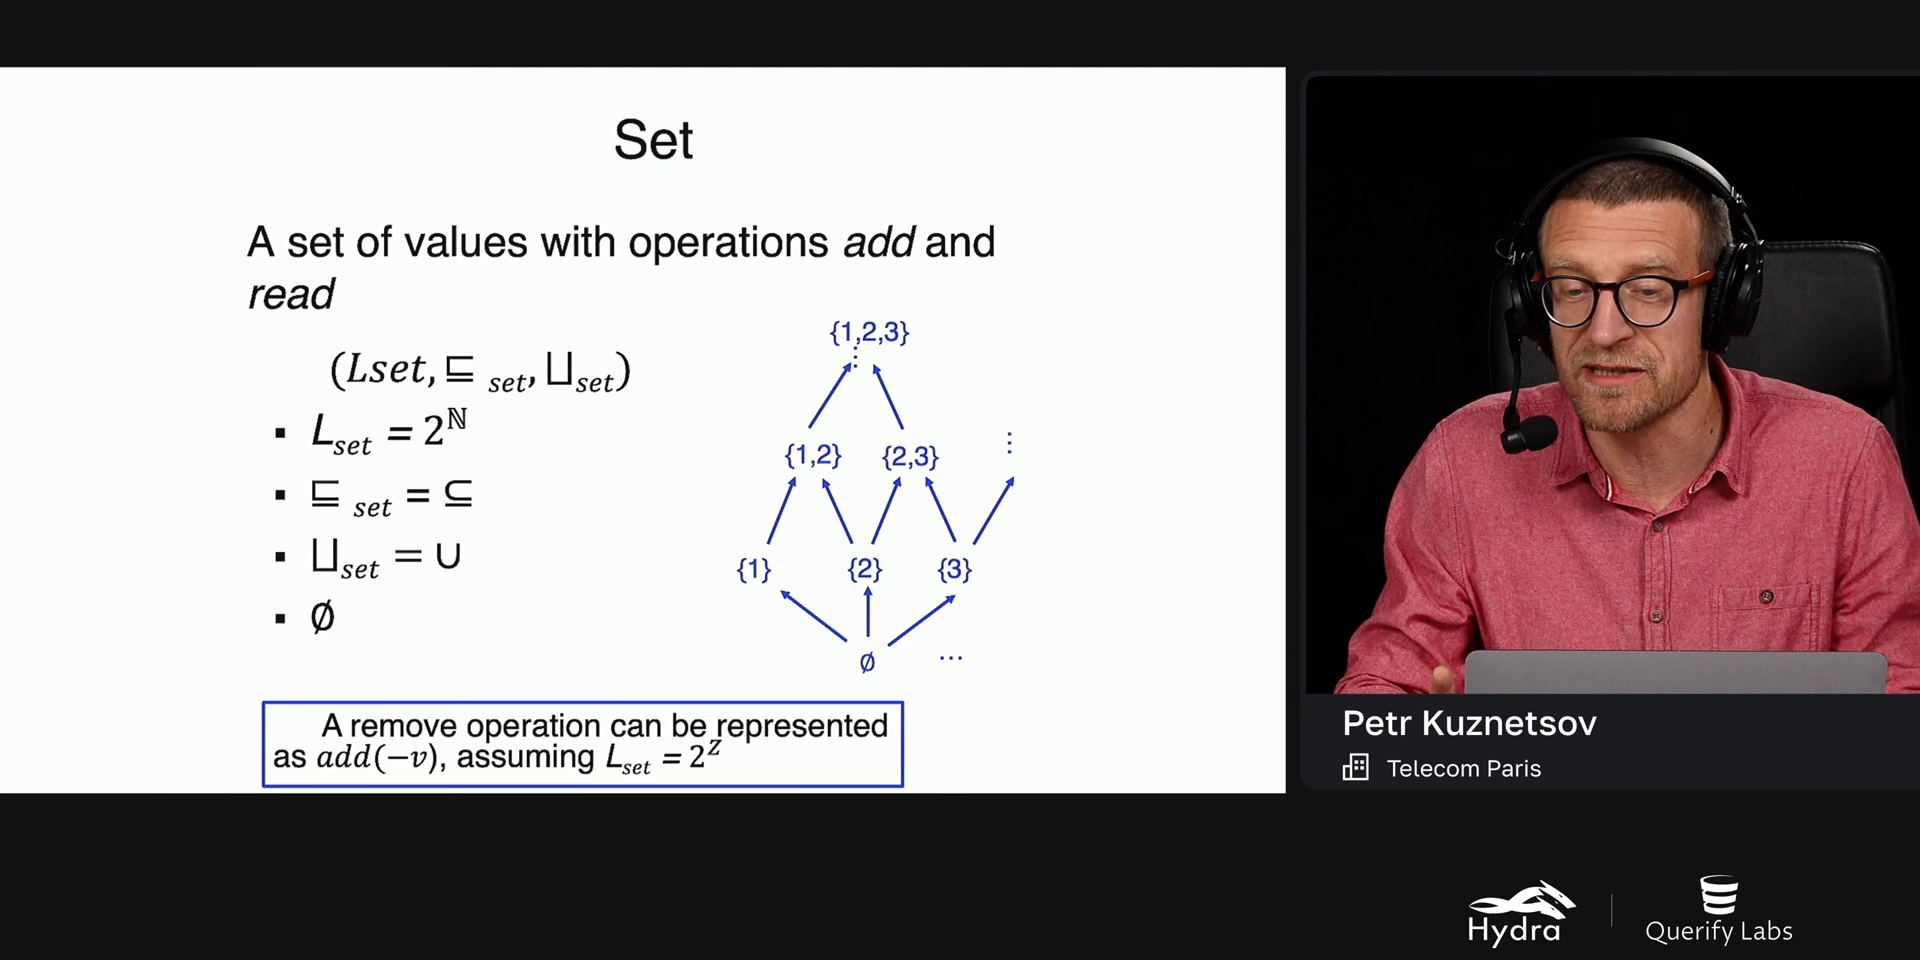 Set
A set of values with operations add and
read
(Lset, ⊑ set, ⊔set)
▪ Lset = 2^ℕ
▪ ⊑ set = ⊆
▪ ⊔set = ∪
▪ ∅
{1,2,3}
⋮
{1,2} {2,3} ⋮
{1} {2} {3}
∅ ...
A remove operation can be represented
as add(−v), assuming Lset = 2^Z
Petr Kuznetsov
Telecom Paris
Hydra
Querify Labs